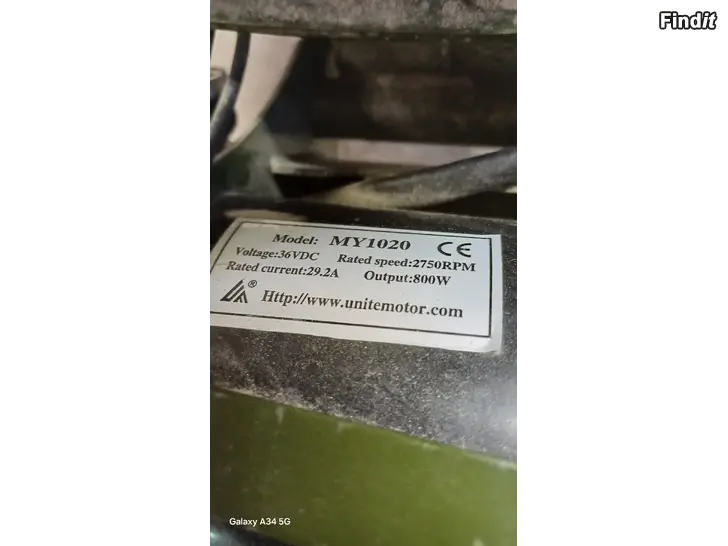 Findit
Model: MY1020 CE
Voltage:36VDC Rated speed:2750RPM
Rated current:29.2A Output:800W
® Http://www.unitemotor.com
Galaxy A34 5G